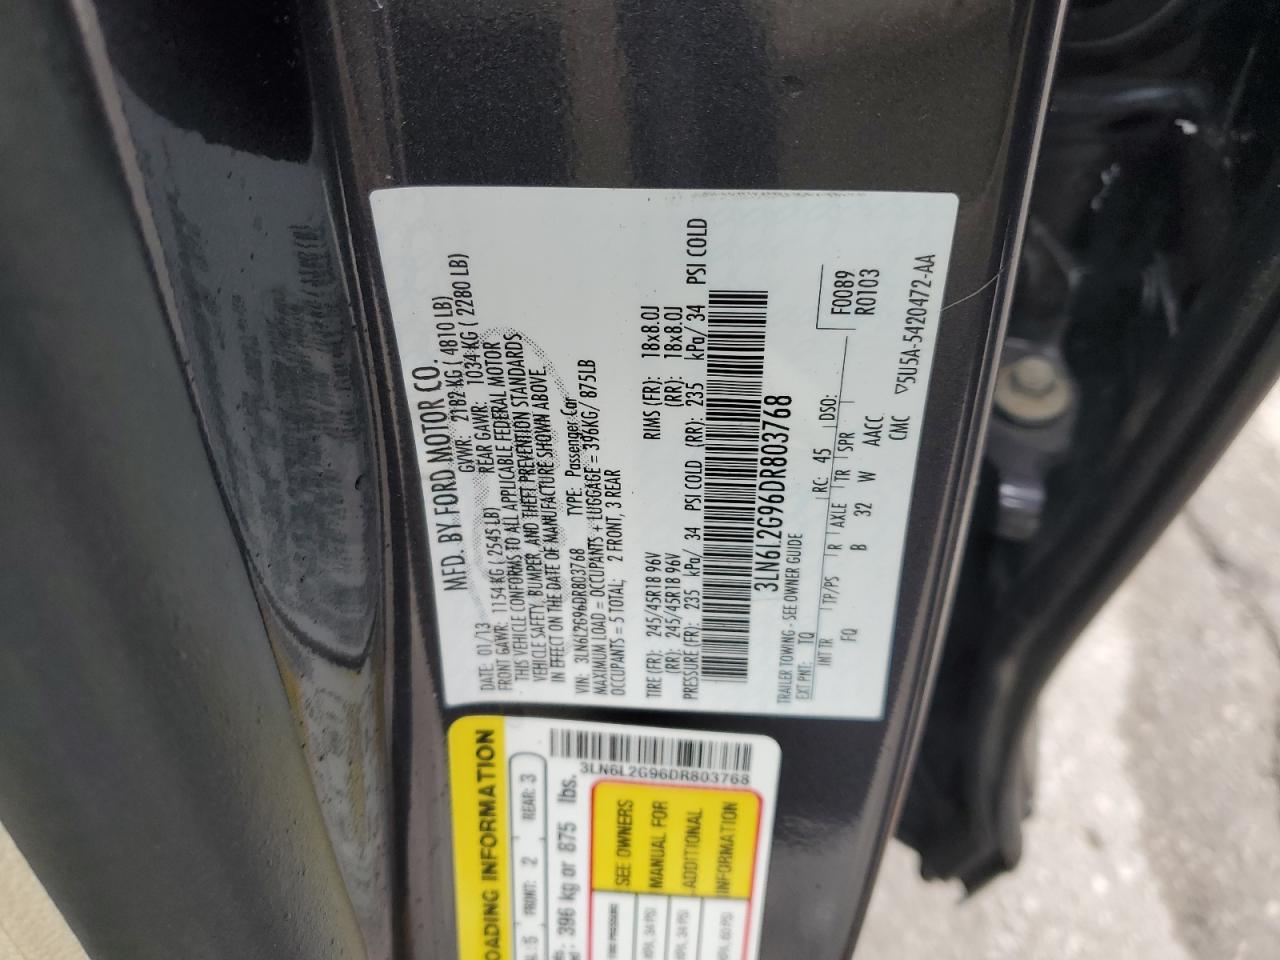 MFD. BY FORD MOTOR CO.
DATE: 01/13 GVWR: 2182 KG ( 4810 LB)
FRONT GAWR: 1154 KG ( 2545 LB) REAR GAWR: 1034 KG ( 2280 LB)
THIS VEHICLE CONFORMS TO ALL APPLICABLE FEDERAL MOTOR
VEHICLE SAFETY, BUMPER, AND THEFT PREVENTION STANDARDS
IN EFFECT ON THE DATE OF MANUFACTURE SHOWN ABOVE
VIN: 3LN6L2G96DR803768 TYPE: Passenger Car
MAXIMUM LOAD = OCCUPANTS + LUGGAGE = 396KG/ 875LB
OCCUPANTS = 5 TOTAL; 2 FRONT, 3 REAR
TIRE (FR): 245/45R18 96V RIMS (FR): 18x8.0J
(RR): 245/45R18 96V (RR): 18x8.0J
PRESSURE (FR): 235 kPa/ 34 PSI COLD (RR): 235 kPa/ 34 PSI COLD
3LN6L2G96DR803768
TRAILER TOWING - SEE OWNER GUIDE
EXT PNT: TQ RC: 45 DSO: F0089
R0103
INT TR TP/PS R AXLE TR SPR
FQ B 32 W AACC
CMC
▽5U5A-5420472-AA
3LN6L2G96DR803768
OADING INFORMATION
FRONT: 2 REAR: 3
396 kg or 875 lbs.
SEE OWNERS
MANUAL FOR
ADDITIONAL
INFORMATION